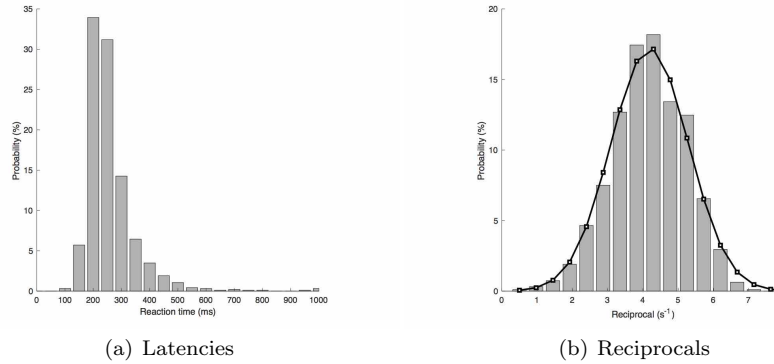 35
30
25
20
15
10
5
0
Probability (%)
0 100 200 300 400 500 600 700 800 900 1000
Reaction time (ms)
(a) Latencies
20
15
10
5
0
Probability (%)
0 1 2 3 4 5 6 7
Reciprocal (s-1)
(b) Reciprocals